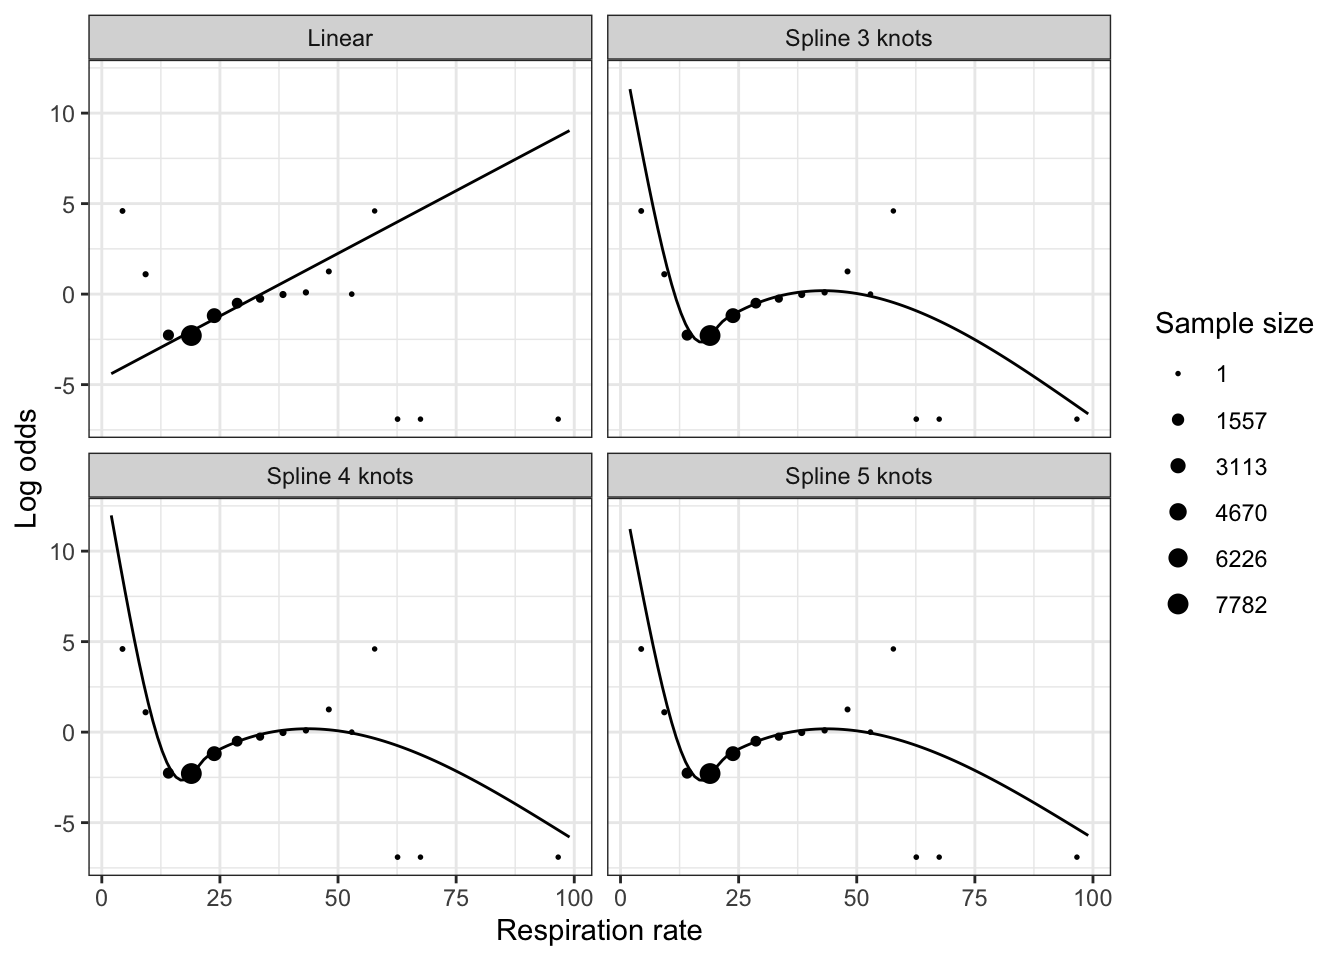 Linear
Spline 3 knots
10
5
0
-5
Spline 4 knots
Spline 5 knots
10
5
0
-5
0 25 50 75 100
0 25 50 75 100
Respiration rate
Log odds
Sample size
1
1557
3113
4670
6226
7782